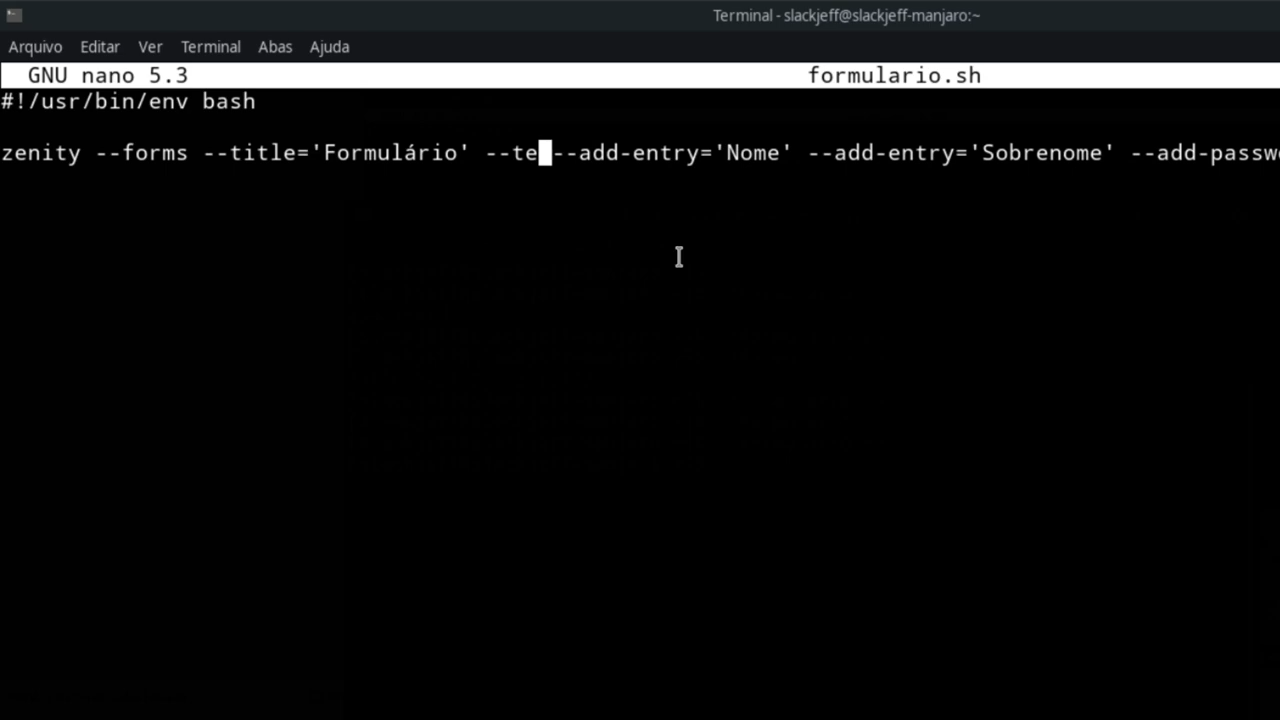 Terminal - slackjeff@slackjeff-manjaro:~
Arquivo Editar Ver Terminal Abas Ajuda
GNU nano 5.3 formulario.sh
#!/usr/bin/env bash
zenity --forms --title='Formulário' --te --add-entry='Nome' --add-entry='Sobrenome' --add-passw